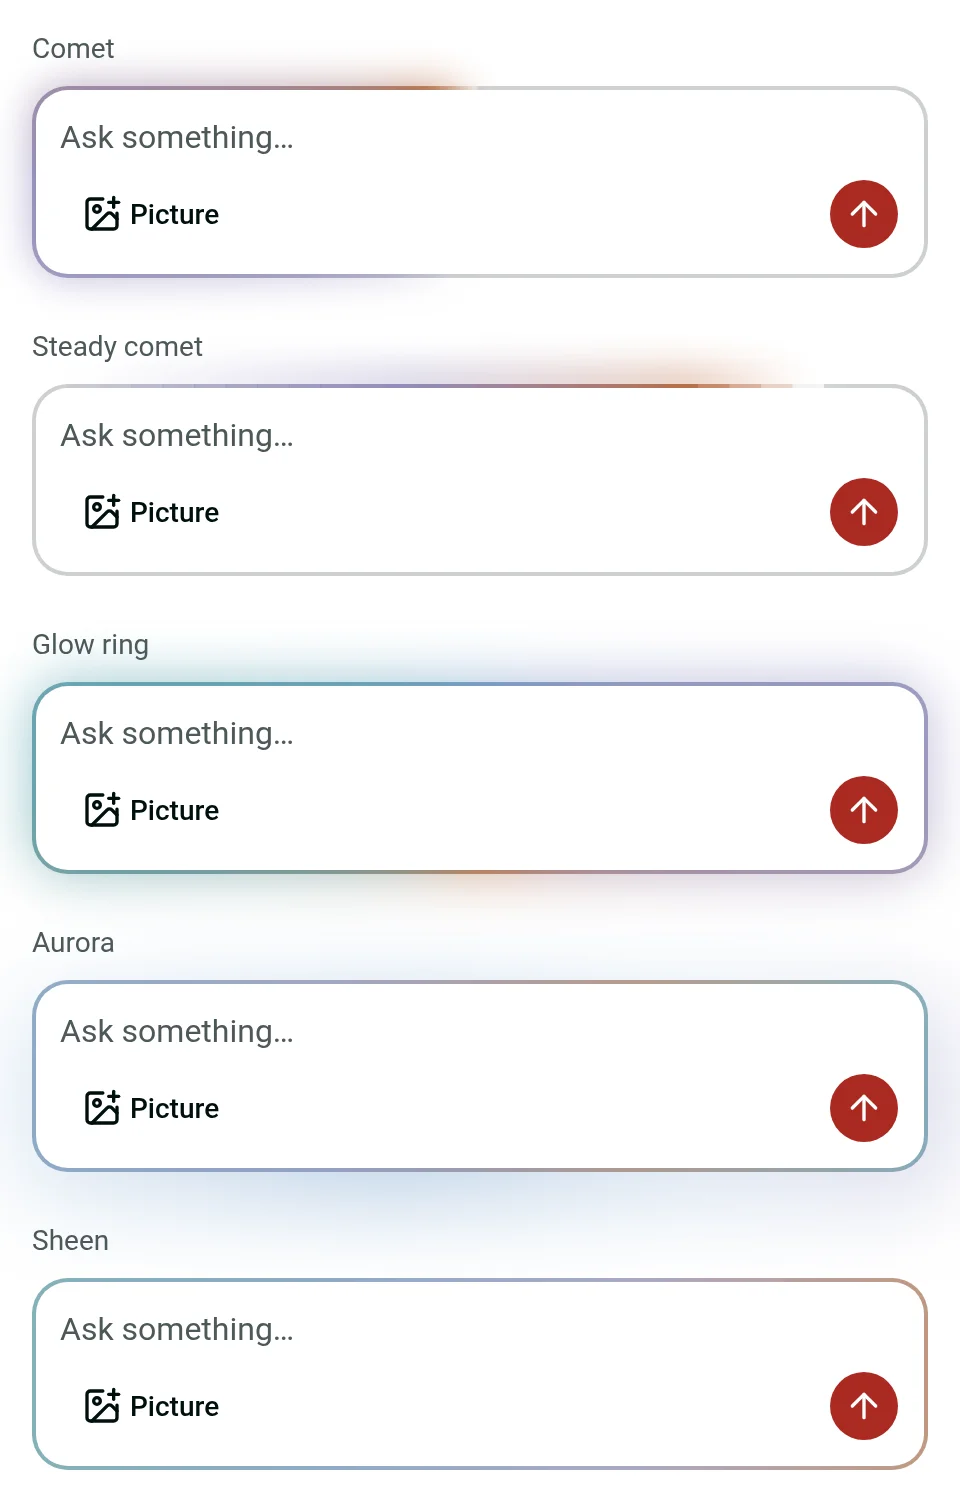 Comet
Ask something...
Picture
Steady comet
Ask something...
Picture
Glow ring
Ask something...
Picture
Aurora
Ask something...
Picture
Sheen
Ask something...
Picture